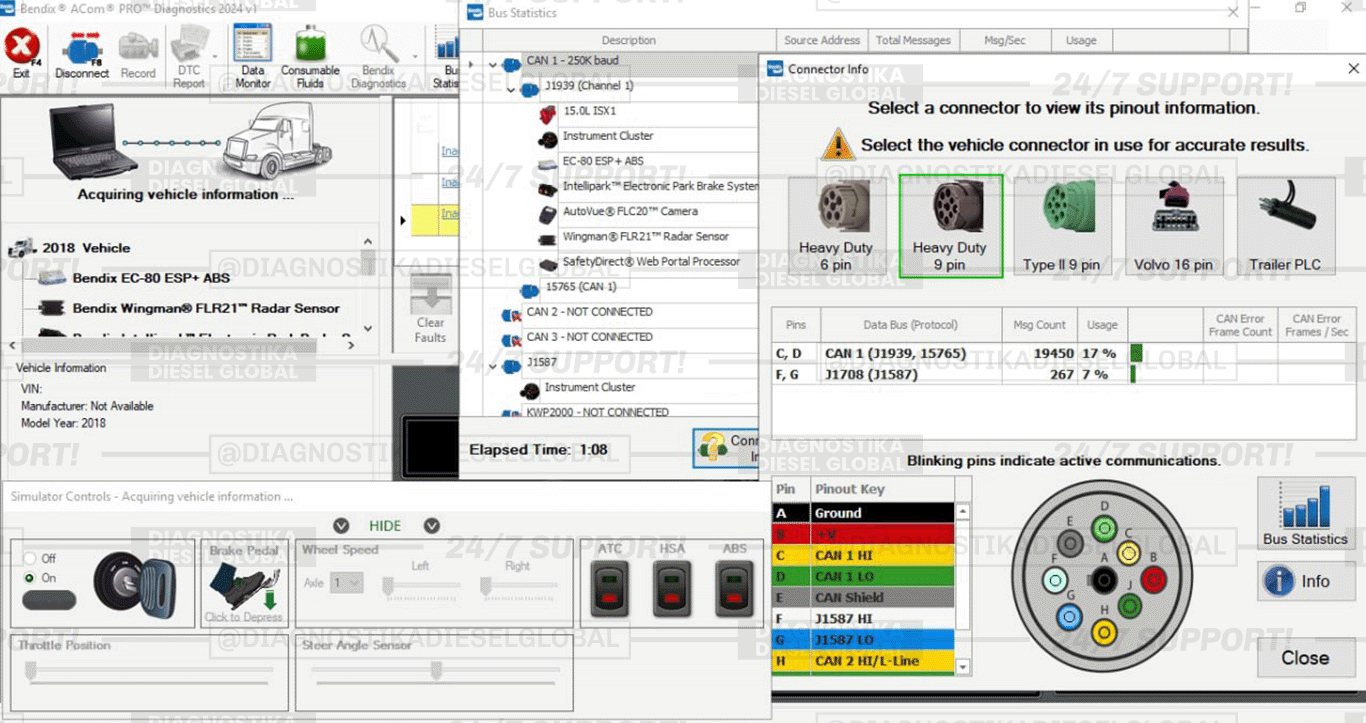 Bendix® ACom® PRO™ Diagnostics 2024 v1
Exit
F4
Disconnect
F8
Record
DTC
Report
Data
Monitor
Consumable
Fluids
Bendix
Diagnostics
Bu
Statis
Acquiring vehicle information ...
2018 Vehicle
Bendix EC-80 ESP+ ABS
Bendix Wingman® FLR21™ Radar Sensor
Vehicle Infomation
VIN:
Manufacturer: Not Available
Model Year: 2018
Ina
Ina
Ina
Clear
Faults
Bus Statistics
Description
Source Address
Total Messages
Msg/Sec
Usage
CAN 1 - 250K baud
J1939 (Channel 1)
15.0L ISX1
Instrument Cluster
EC-80 ESP+ ABS
Intellipark™ Electronic Park Brake System
AutoVue® FLC20™ Camera
Wingman® FLR21™ Radar Sensor
SafetyDirect® Web Portal Processor
15765 (CAN 1)
CAN 2 - NOT CONNECTED
CAN 3 - NOT CONNECTED
J1587
Instrument Cluster
KWP2000 - NOT CONNECTED
Elapsed Time: 1:08
Conn
In
Connector Info
Select a connector to view its pinout information.
Select the vehicle connector in use for accurate results.
Heavy Duty
6 pin
Heavy Duty
9 pin
Type II 9 pin
Volvo 16 pin
Trailer PLC
Pins
Data Bus (Protocol)
Msg Count
Usage
CAN Error
Frame Count
CAN Error
Frames / Sec
C, D CAN 1 (J1939, 15765) 19450 17 %
F, G J1708 (J1587) 267 7 %
Blinking pins indicate active communications.
Pin Pinout Key
A Ground
B +V
C CAN 1 HI
D CAN 1 LO
E CAN Shield
F J1587 HI
G J1587 LO
H CAN 2 HI/L-Line
D
E
C
F
A
B
J
G
H
Bus Statistics
Info
Close
Simulator Controls - Acquiring vehicle information ...
HIDE
Off
On
Brake Pedal
Click to Depress
Wheel Speed
Axle 1
Left
Right
ATC
HSA
ABS
Throttle Position
Steer Angle Sensor
DIAGNOSTIKA
DIESEL GLOBAL
24/7 SUPPORT!
@DIAGNOSTIKADIESELGLOBAL